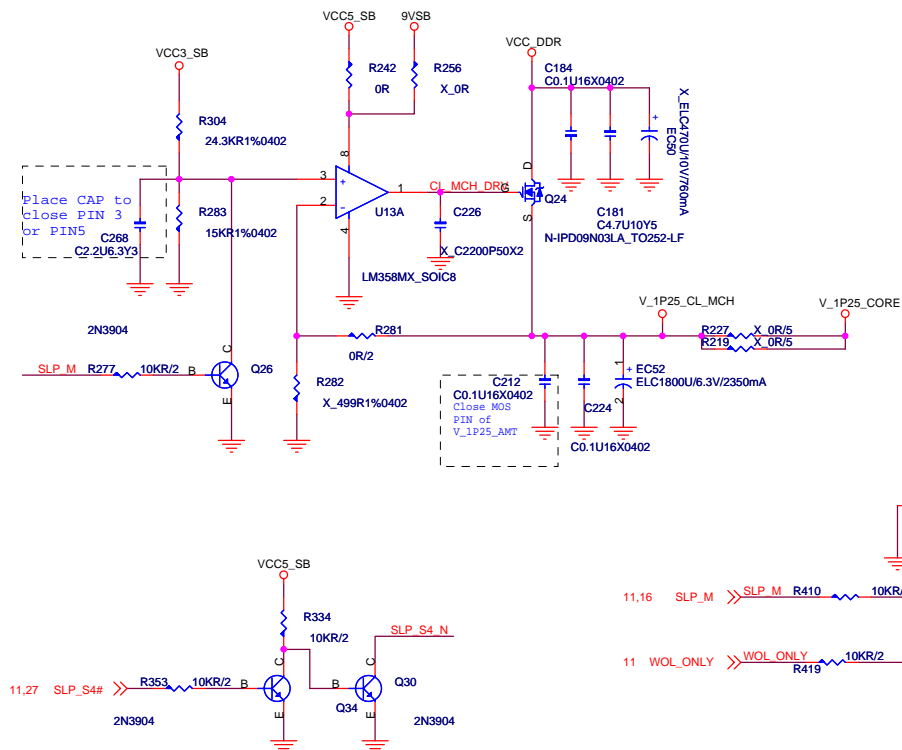 VCC5_SB
9VSB
VCC_DDR
VCC3_SB
R242
0R
R256
X_0R
C184
C0.1U16X0402
X_ELC470U/10V/760mA
EC50
+
R304
24.3KR1%0402
8
D
3
+
1
CL_MCH_DRV
G
Q24
2
-
U13A
4
S
Place CAP to
close PIN 3
or PIN5
R283
15KR1%0402
C268
C2.2U6.3Y3
C226
X_C2200P50X2
C181
C4.7U10Y5
N-IPD09N03LA_TO252-LF
LM358MX_SOIC8
V_1P25_CL_MCH
V_1P25_CORE
2N3904
R281
0R/2
R227
X_0R/5
R219
X_0R/5
SLP_M
R277
10KR/2
B
C
E
Q26
R282
X_499R1%0402
C212
C0.1U16X0402
Close MOS
PIN of
V_1P25_AMT
C224
C0.1U16X0402
1
+
EC52
ELC1800U/6.3V/2350mA
2
VCC5_SB
R334
10KR/2
SLP_S4_N
11,16
SLP_M
SLP_M
R410
10KR/
11
WOL_ONLY
WOL_ONLY
R419
10KR/2
11,27
SLP_S4#
R353
10KR/2
B
C
E
Q34
B
C
E
Q30
2N3904
2N3904